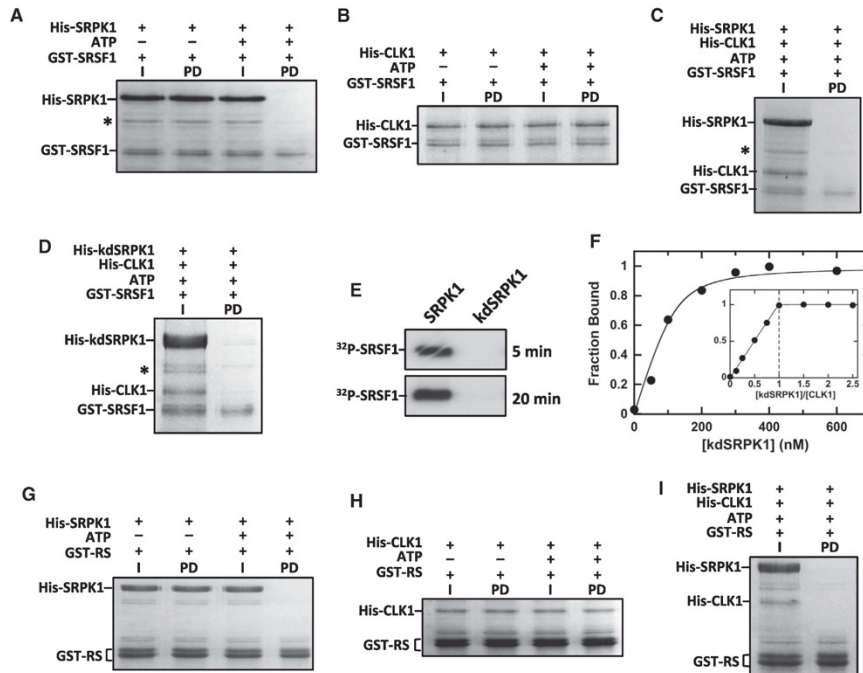 A
His-SRPK1 + + + +
ATP – – + +
GST-SRSF1 + + + +
I PD I PD
His-SRPK1
*
GST-SRSF1
B
His-CLK1 + + + +
ATP – – + +
GST-SRSF1 + + + +
I PD I PD
His-CLK1
GST-SRSF1
C
His-SRPK1 + +
His-CLK1 + +
ATP + +
GST-SRSF1 + +
I PD
His-SRPK1
*
His-CLK1
GST-SRSF1
D
His-kdSRPK1 + +
His-CLK1 + +
ATP + +
GST-SRSF1 + +
I PD
His-kdSRPK1
*
His-CLK1
GST-SRSF1
E
SRPK1 kdSRPK1
32P-SRSF1 5 min
32P-SRSF1 20 min
F
Fraction Bound
1
0.8
0.6
0.4
0.2
0
0 200 400 600
[kdSRPK1] (nM)
1
0.5
0
0 0.5 1 1.5 2 2.5
[kdSRPK1]/[CLK1]
G
His-SRPK1 + + + +
ATP – – + +
GST-RS + + + +
I PD I PD
His-SRPK1
GST-RS
H
His-CLK1 + + + +
ATP – – + +
GST-RS + + + +
I PD I PD
His-CLK1
GST-RS
I
His-SRPK1 + +
His-CLK1 + +
ATP + +
GST-RS + +
I PD
His-SRPK1
His-CLK1
GST-RS